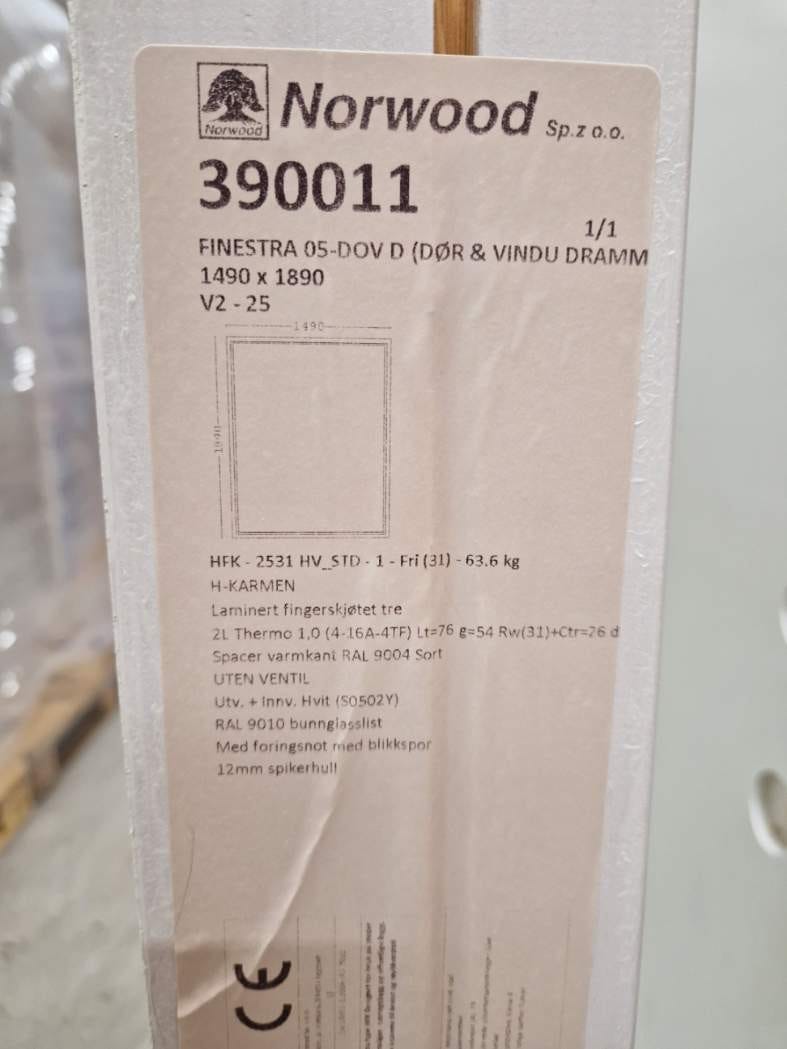 Norwood
Norwood Sp.z o.o.
390011
1/1
FINESTRA 05-DOV D (DØR & VINDU DRAMM
1490 x 1890
V2 - 25
1490
1890
HFK - 2531 HV_STD - 1 - Fri (31) - 63.6 kg
H-KARMEN
Laminert fingerskjøtet tre
2L Thermo 1,0 (4-16A-4TF) Lt=76 g=54 Rw(31)+Ctr=26 d
Spacer varmkant RAL 9004 Sort
UTEN VENTIL
Utv. + Innv. Hvit (S0502Y)
RAL 9010 bunnglasslist
Med foringsnot med blikkspor
12mm spikerhull
CE